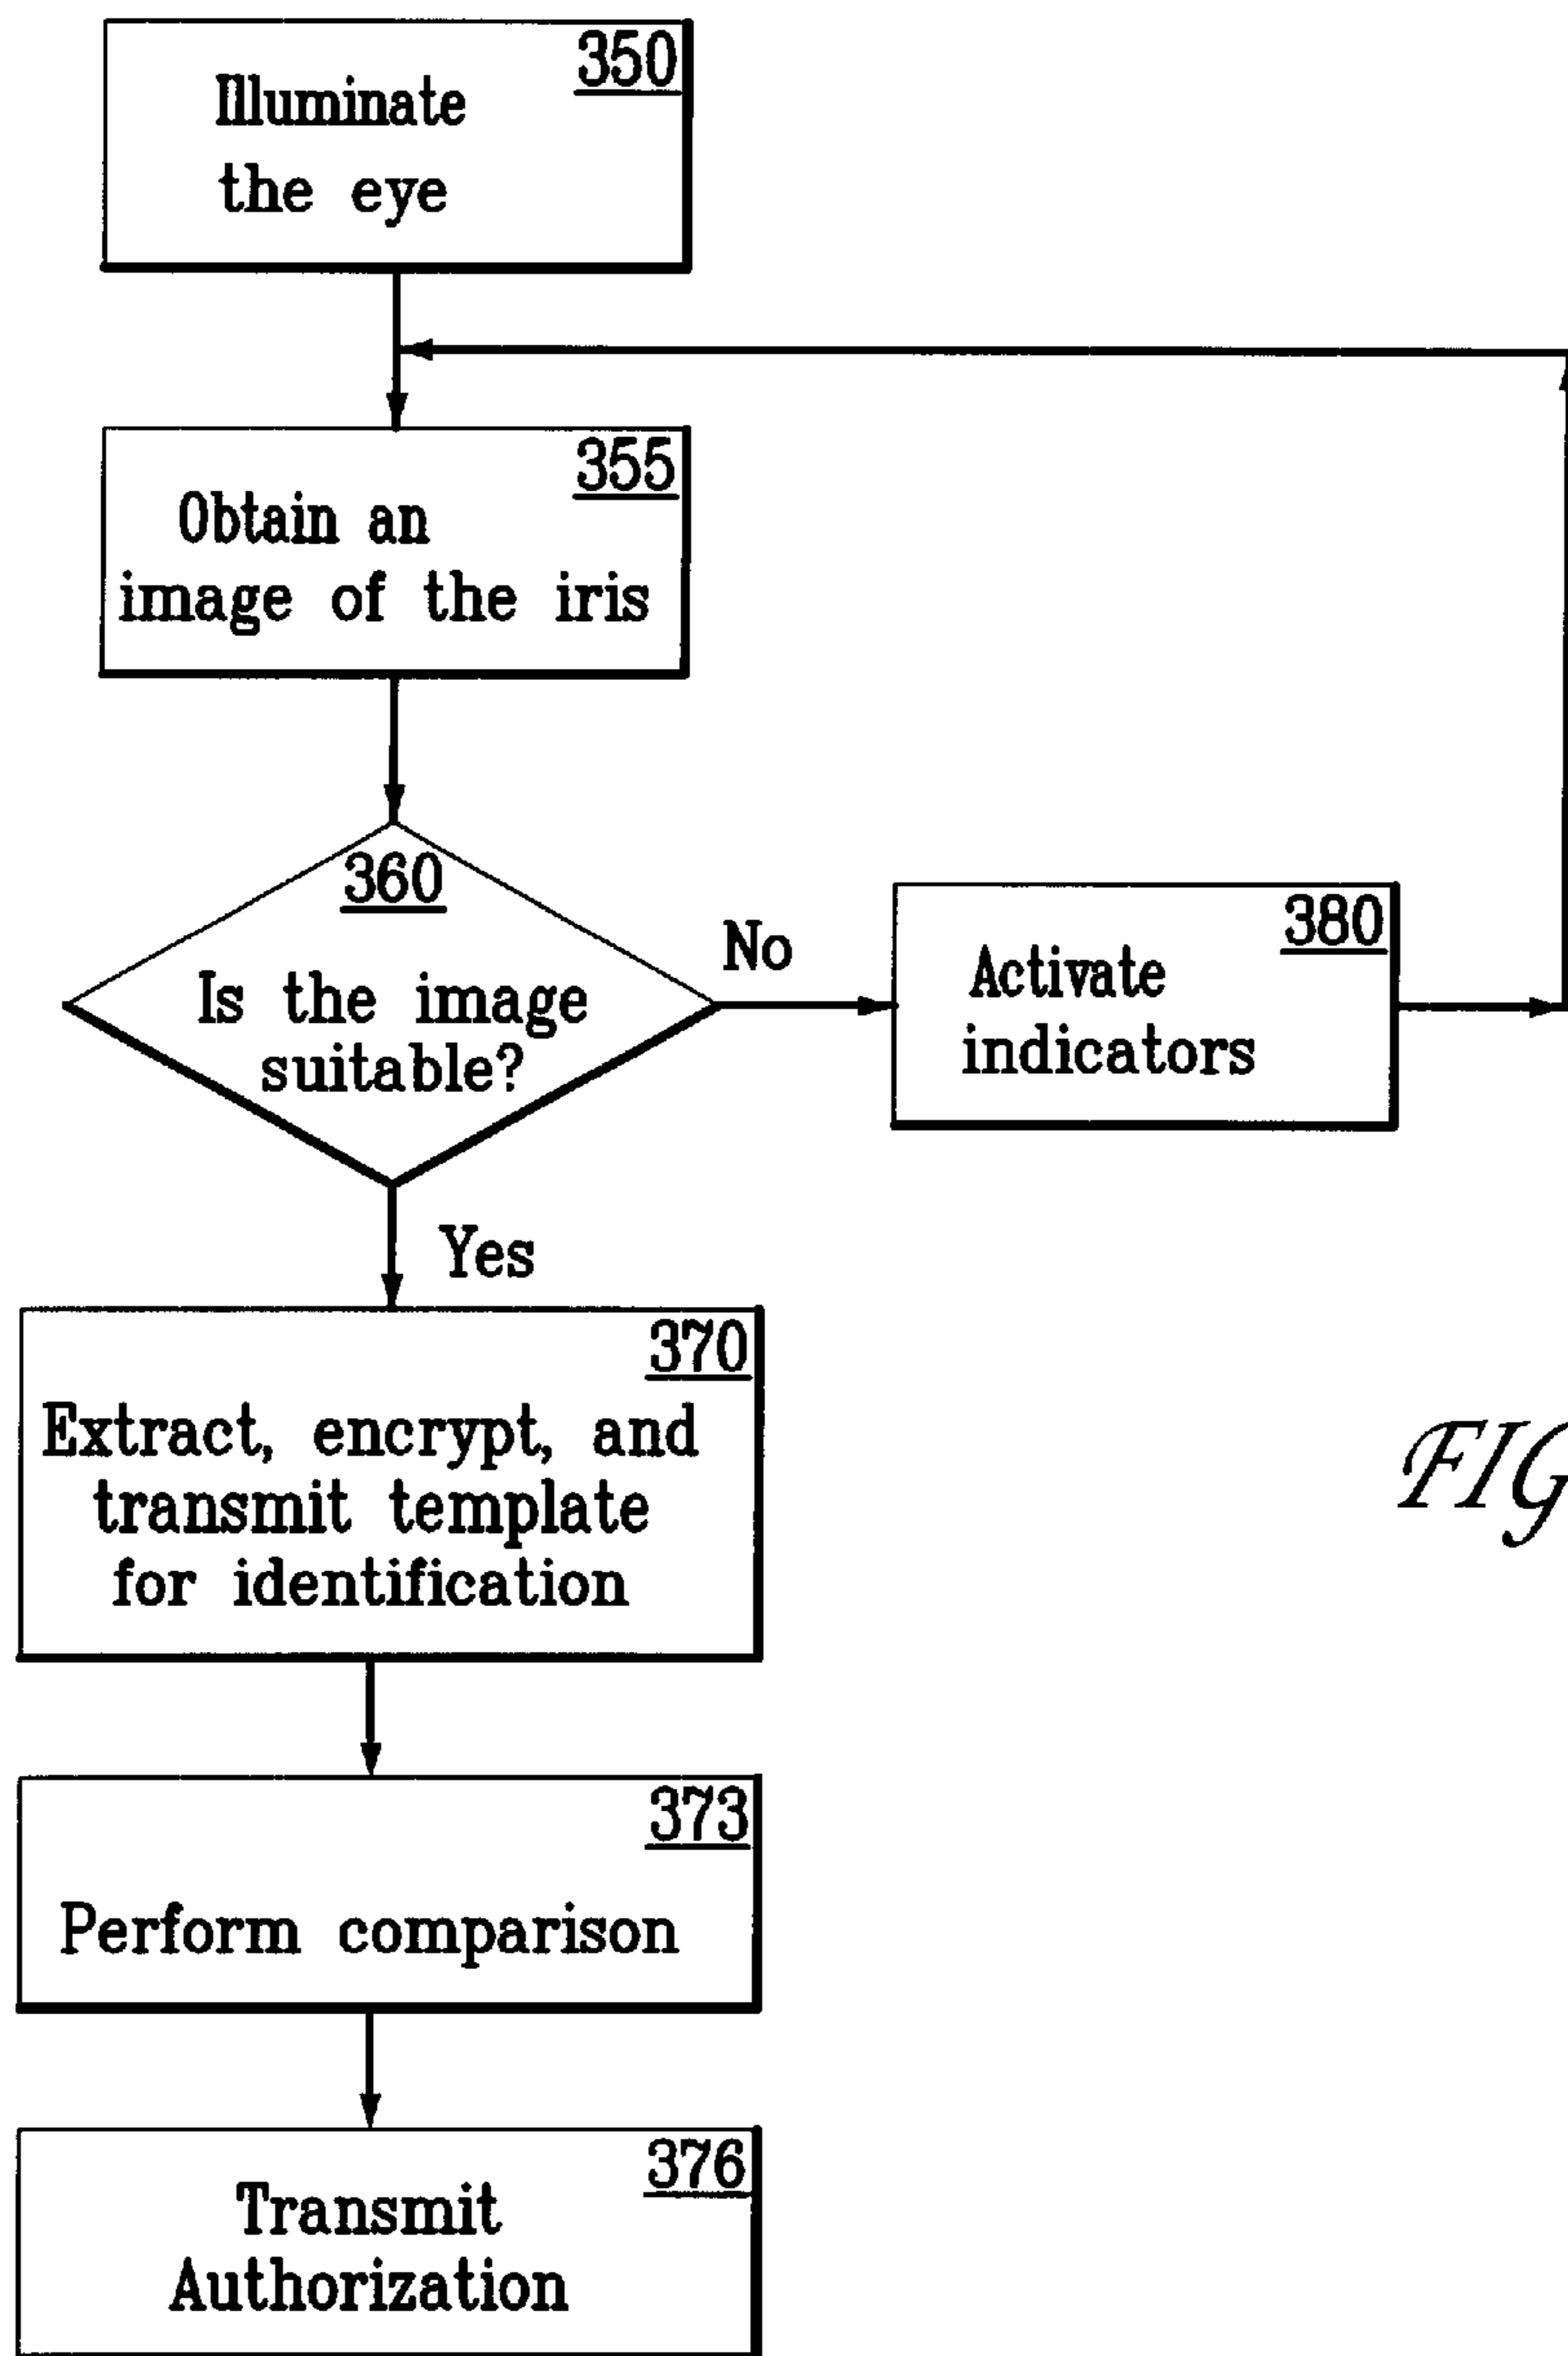 350
Illuminate
the eye
355
Obtain an
image of the iris
360
Is the image
suitable?
No
380
Activate
indicators
Yes
370
Extract, encrypt, and
transmit template
for identification
FIG
373
Perform comparison
376
Transmit
Authorization